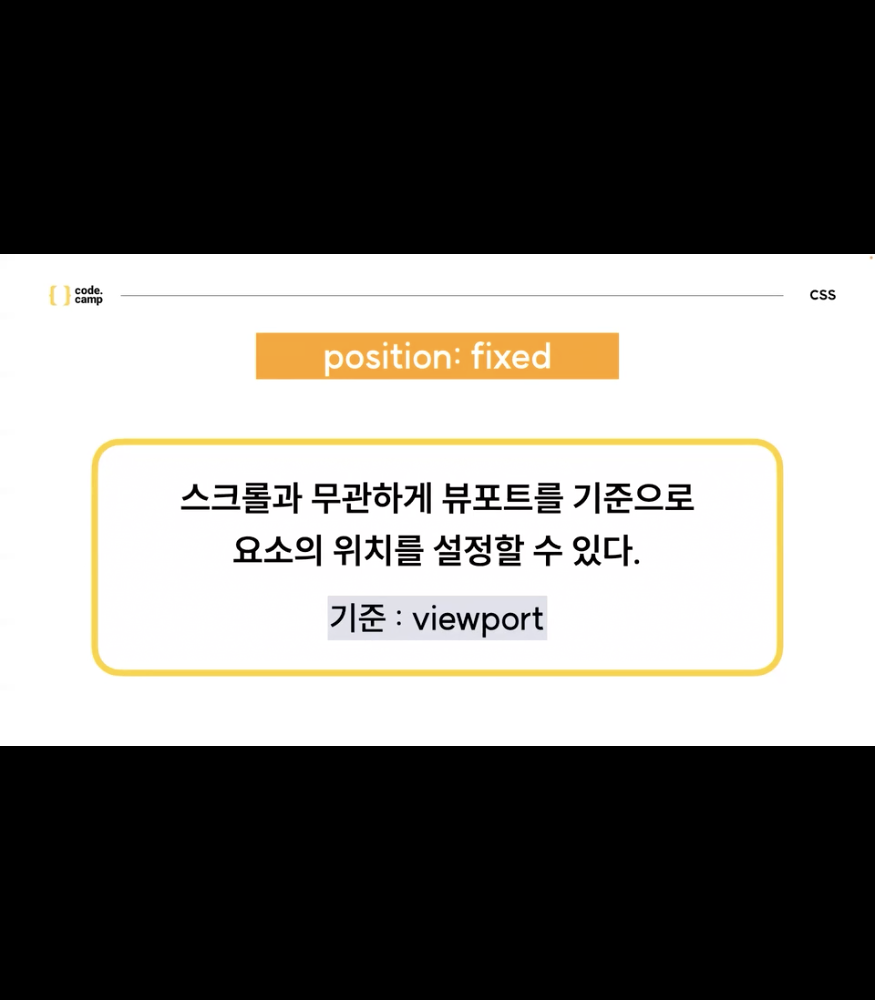 { } code.
camp
CSS
position: fixed
스크롤과 무관하게 뷰포트를 기준으로
요소의 위치를 설정할 수 있다.
기준 : viewport